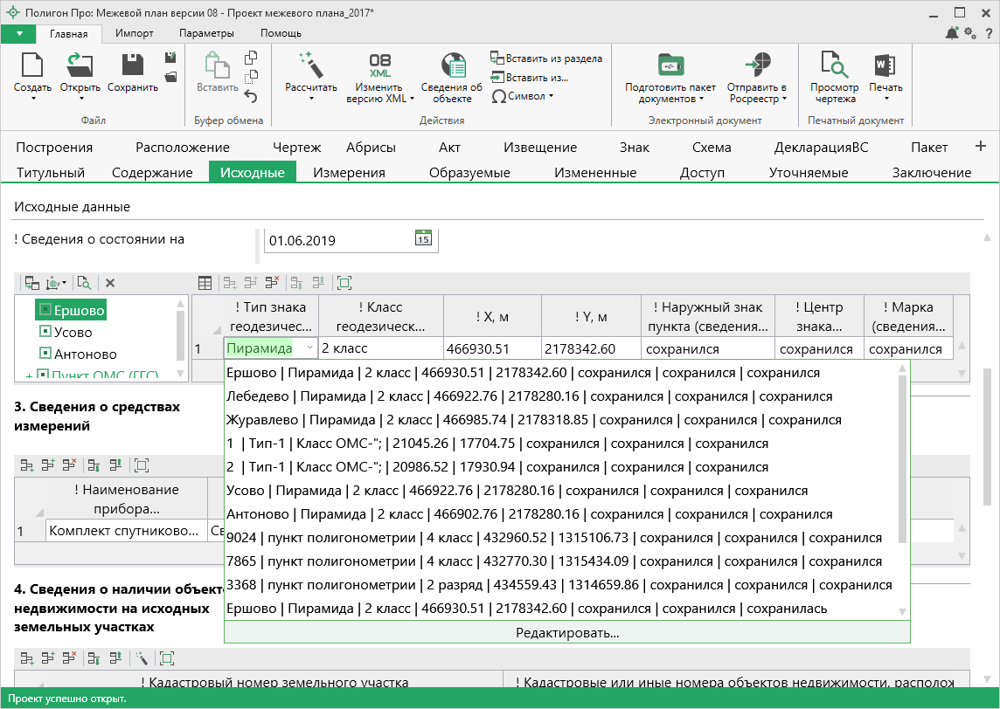 Полигон Про: Межевой план версии 08 - Проект межевого плана_2017*
Главная Импорт Параметры Помощь
?
Создать Открыть Сохранить
Файл
Вставить
Буфер обмена
Рассчитать
08 XML
Изменить версию XML
Сведения об объекте
Вставить из раздела
Вставить из...
Символ
Действия
Подготовить пакет документов
Отправить в Росреестр
Электронный документ
Просмотр чертежа
Печать
Печатный документ
Построения Расположение Чертеж Абрисы Акт Извещение Знак Схема ДекларацияВС Пакет +
Титульный Содержание Исходные Измерения Образуемые Измененные Доступ Уточняемые Заключение
Исходные данные
! Сведения о состоянии на 01.06.2019 15
Ершово
Усово
Антоново
+ Пункт ОМС (ГГС)
! Тип знака геодезичес... ! Класс геодезическ... ! X, м ! Y, м ! Наружный знак пункта (сведения... ! Центр знака... ! Марка (сведения...
1 Пирамида 2 класс 466930.51 2178342.60 сохранился сохранился сохранился
Ершово | Пирамида | 2 класс | 466930.51 | 2178342.60 | сохранился | сохранился | сохранился
Лебедево | Пирамида | 2 класс | 466922.76 | 2178280.16 | сохранился | сохранился | сохранился
Журавлево | Пирамида | 2 класс | 466985.74 | 2178318.85 | сохранился | сохранился | сохранился
1 | Тип-1 | Класс ОМС-"; | 21045.26 | 17704.75 | сохранился | сохранился | сохранился
2 | Тип-1 | Класс ОМС-"; | 20986.52 | 17930.94 | сохранился | сохранился | сохранился
Усово | Пирамида | 2 класс | 466922.76 | 2178280.16 | сохранился | сохранился | сохранился
Антоново | Пирамида | 2 класс | 466902.76 | 2178280.16 | сохранился | сохранился | сохранился
9024 | пункт полигонометрии | 4 класс | 432960.52 | 1315106.73 | сохранился | сохранился | сохранился
7865 | пункт полигонометрии | 4 класс | 432770.30 | 1315434.09 | сохранился | сохранился | сохранился
3368 | пункт полигонометрии | 2 разряд | 434559.43 | 1314659.86 | сохранился | сохранился | сохранился
Ершово | Пирамида | 2 класс | 466930.51 | 2178342.60 | сохранился | сохранился | сохранилась
Редактировать...
3. Сведения о средствах
измерений
! Наименование
прибора...
1 Комплект спутниково... Св
4. Сведения о наличии объекто
недвижимости на исходных
земельных участках
! Кадастровый номер земельного участка ! Кадастровые или иные номера объектов недвижимости, располож
Проект успешно открыт.